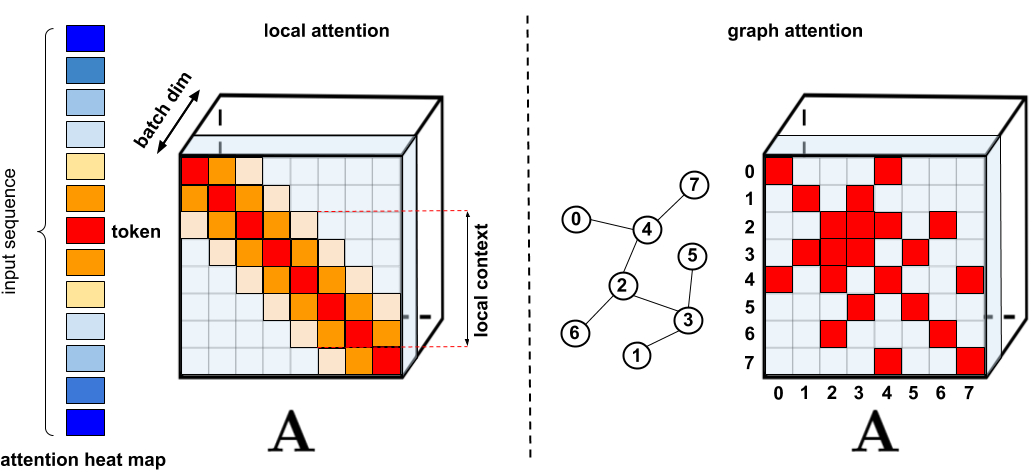 local attention
graph attention
batch dim
input sequence
token
local context
attention heat map
A
7
0
4
5
2
3
6
1
0
1
2
3
4
5
6
7
0 1 2 3 4 5 6 7
A